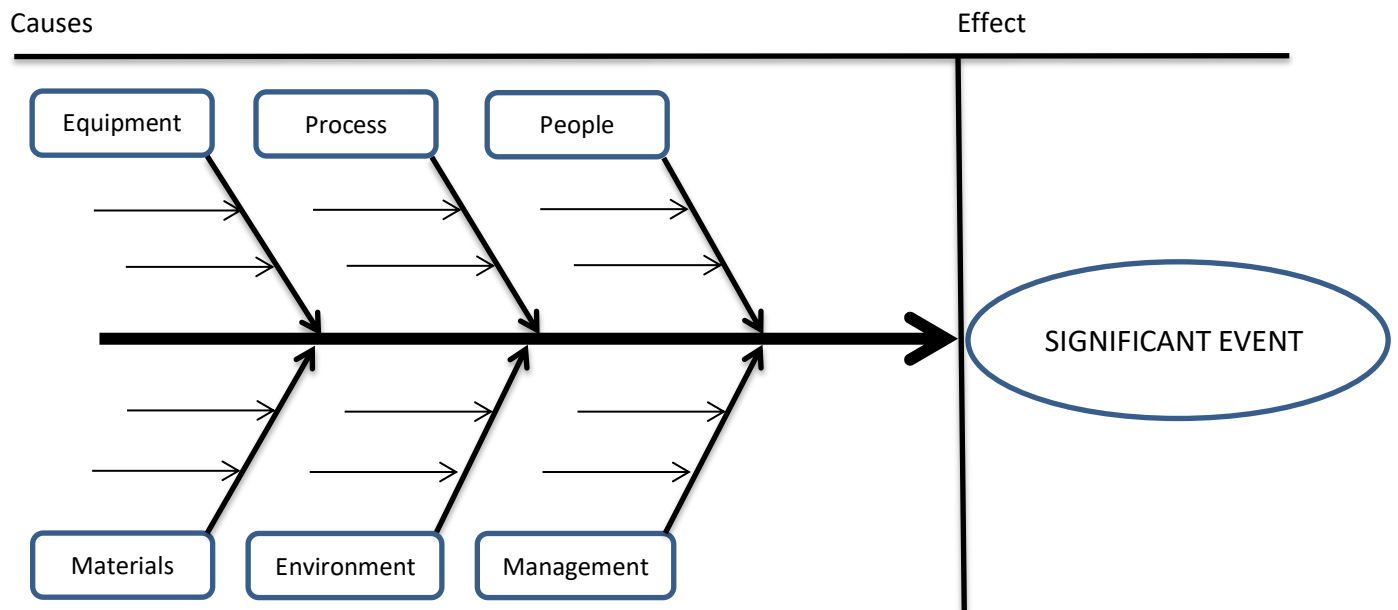 Causes
Effect
Equipment
Process
People
SIGNIFICANT EVENT
Materials
Environment
Management